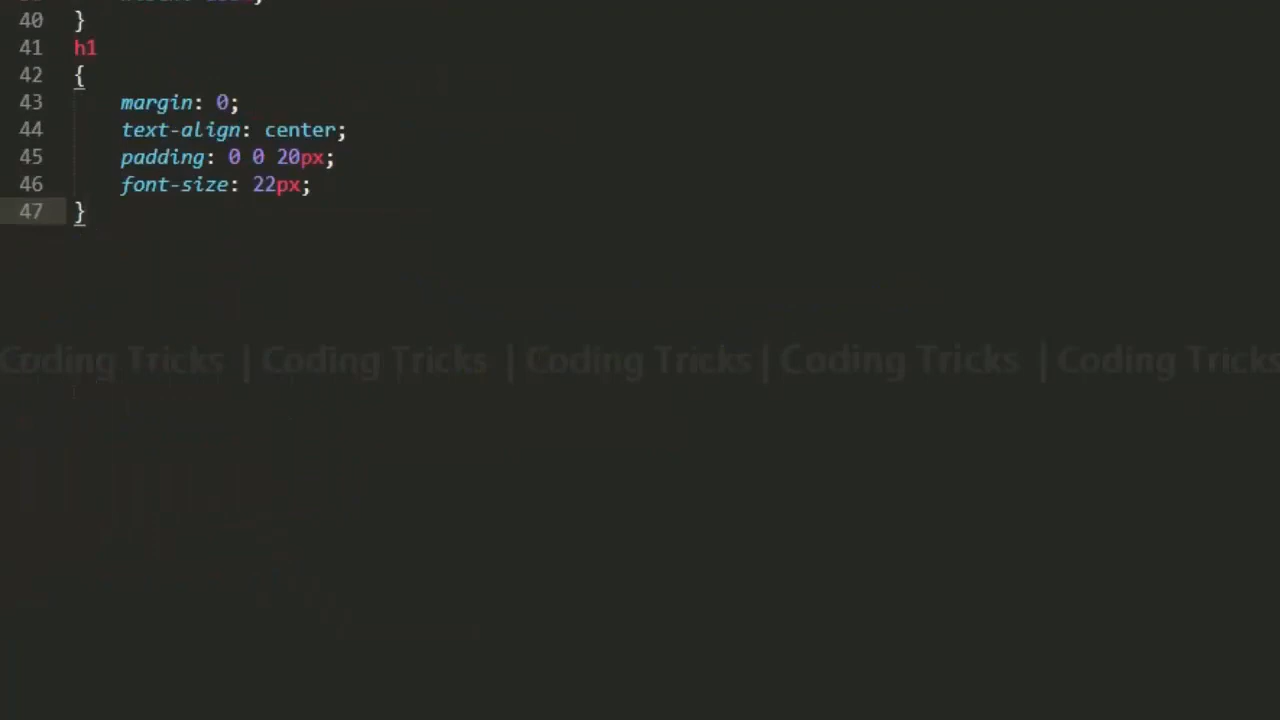 40 }
41 h1
42 {
43 margin: 0;
44 text-align: center;
45 padding: 0 0 20px;
46 font-size: 22px;
47 }
Coding Tricks | Coding Tricks | Coding Tricks | Coding Tricks | Coding Tricks